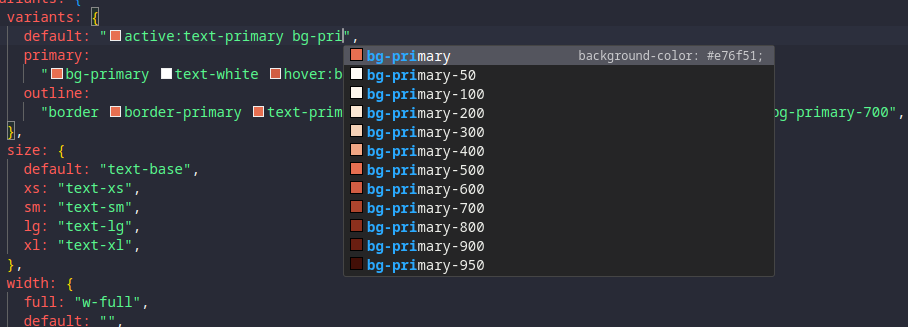 variants: {
variants: {
default: "active:text-primary bg-pri",
primary:
"bg-primary text-white hover:b
outline:
"border border-primary text-prim
bg-primary-700",
},
size: {
default: "text-base",
xs: "text-xs",
sm: "text-sm",
lg: "text-lg",
xl: "text-xl",
},
width: {
full: "w-full",
default: "",
bg-primary background-color: #e76f51;
bg-primary-50
bg-primary-100
bg-primary-200
bg-primary-300
bg-primary-400
bg-primary-500
bg-primary-600
bg-primary-700
bg-primary-800
bg-primary-900
bg-primary-950